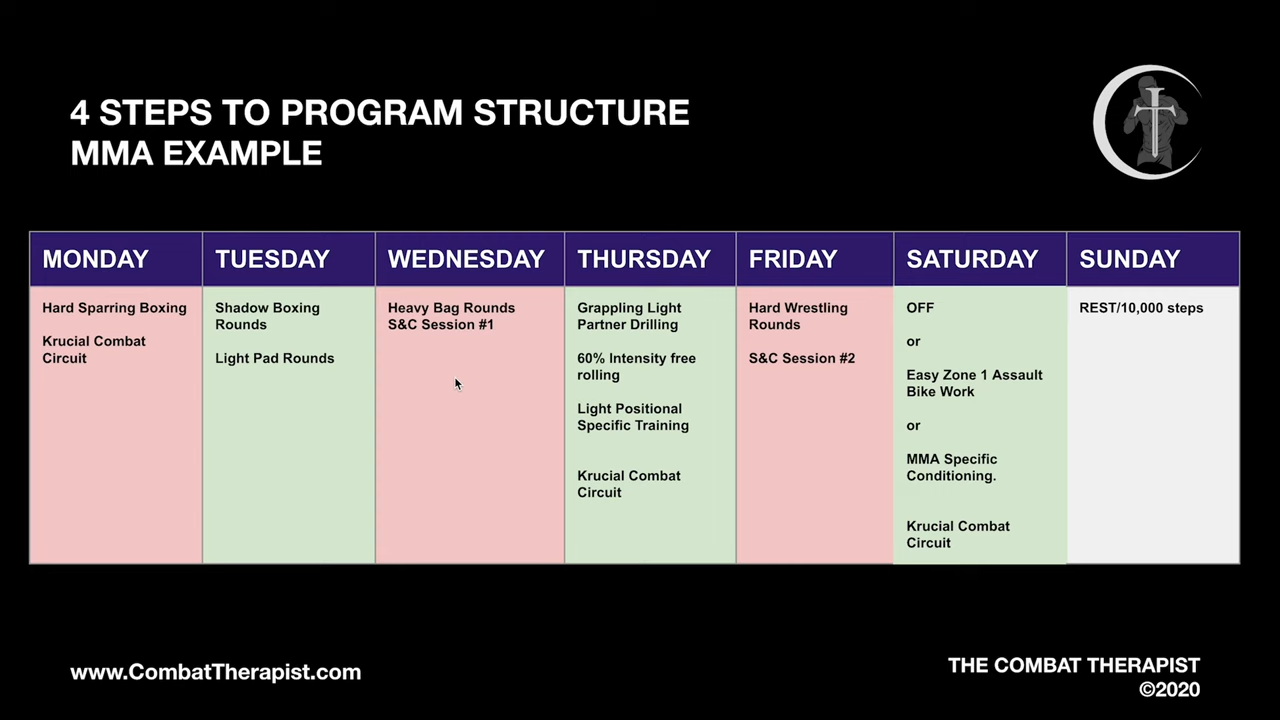 4 STEPS TO PROGRAM STRUCTURE
MMA EXAMPLE
MONDAY
TUESDAY
WEDNESDAY
THURSDAY
FRIDAY
SATURDAY
SUNDAY
Hard Sparring Boxing
Krucial Combat
Circuit
Shadow Boxing
Rounds
Light Pad Rounds
Heavy Bag Rounds
S&C Session #1
Grappling Light
Partner Drilling
60% Intensity free
rolling
Light Positional
Specific Training
Krucial Combat
Circuit
Hard Wrestling
Rounds
S&C Session #2
OFF
or
Easy Zone 1 Assault
Bike Work
or
MMA Specific
Conditioning.
Krucial Combat
Circuit
REST/10,000 steps
www.CombatTherapist.com
THE COMBAT THERAPIST
©2020